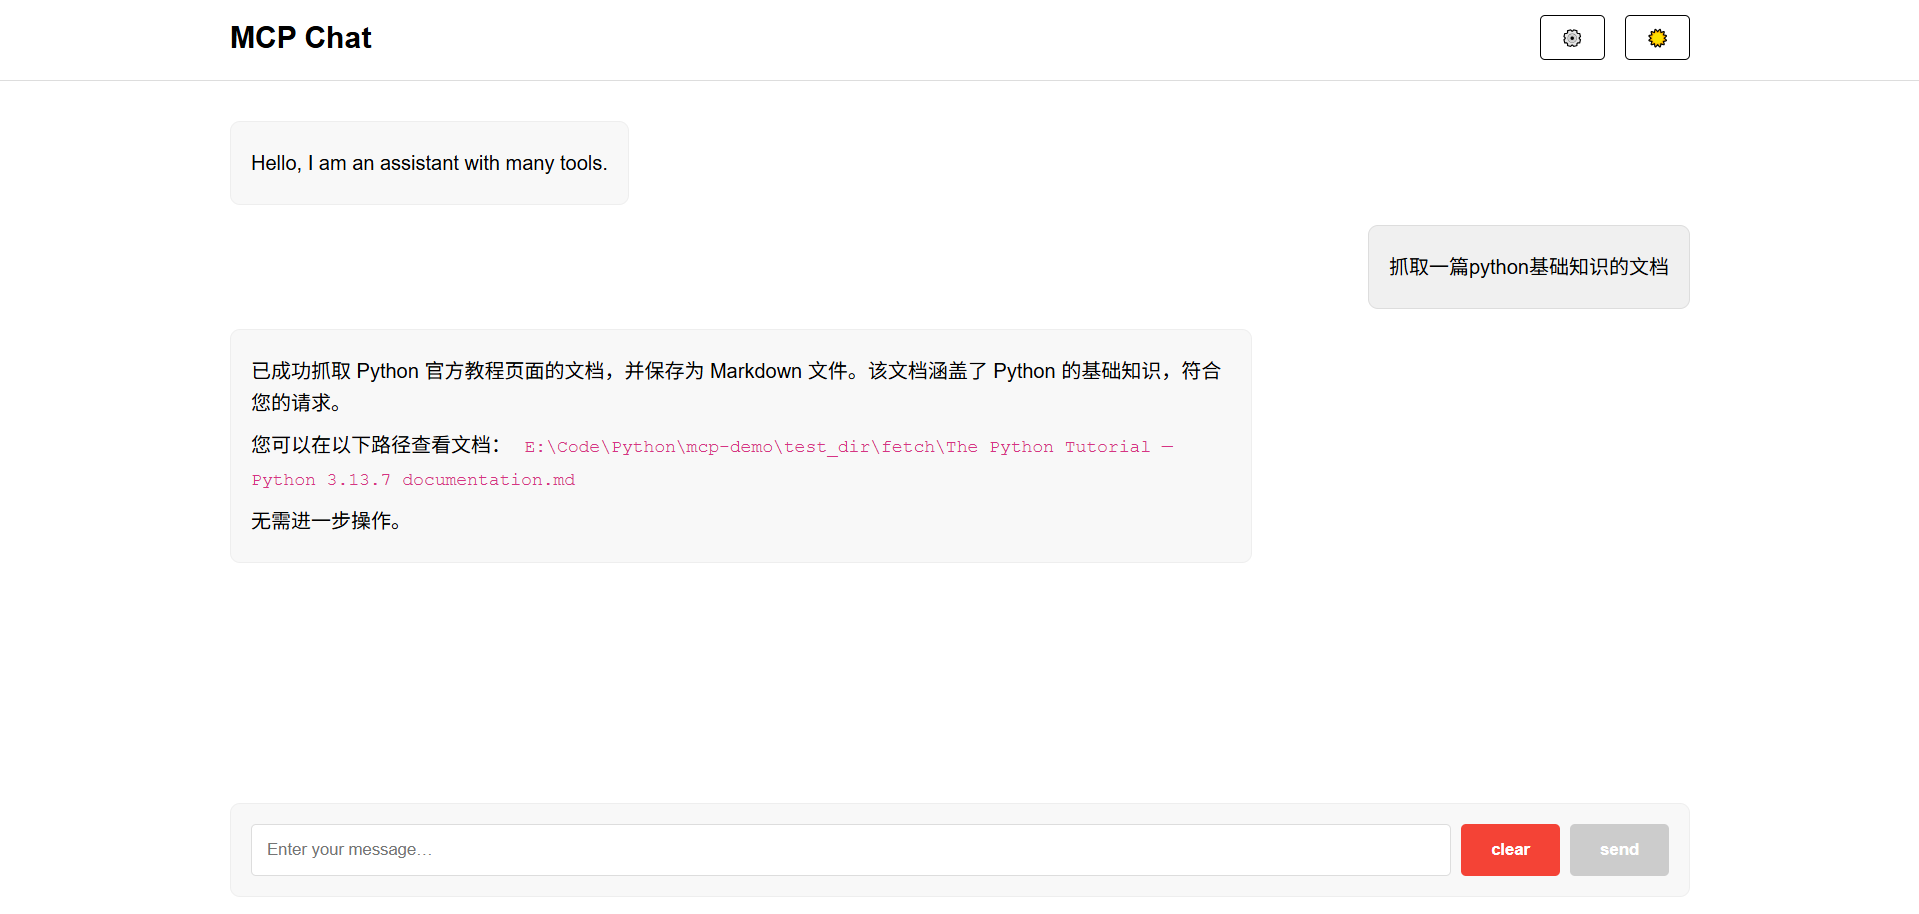 MCP Chat
Hello, I am an assistant with many tools.
抓取一篇python基础知识的文档
已成功抓取 Python 官方教程页面的文档，并保存为 Markdown 文件。该文档涵盖了 Python 的基础知识，符合
您的请求。
您可以在以下路径查看文档： E:\Code\Python\mcp-demo\test_dir\fetch\The Python Tutorial —
Python 3.13.7 documentation.md
无需进一步操作。
Enter your message…
clear
send